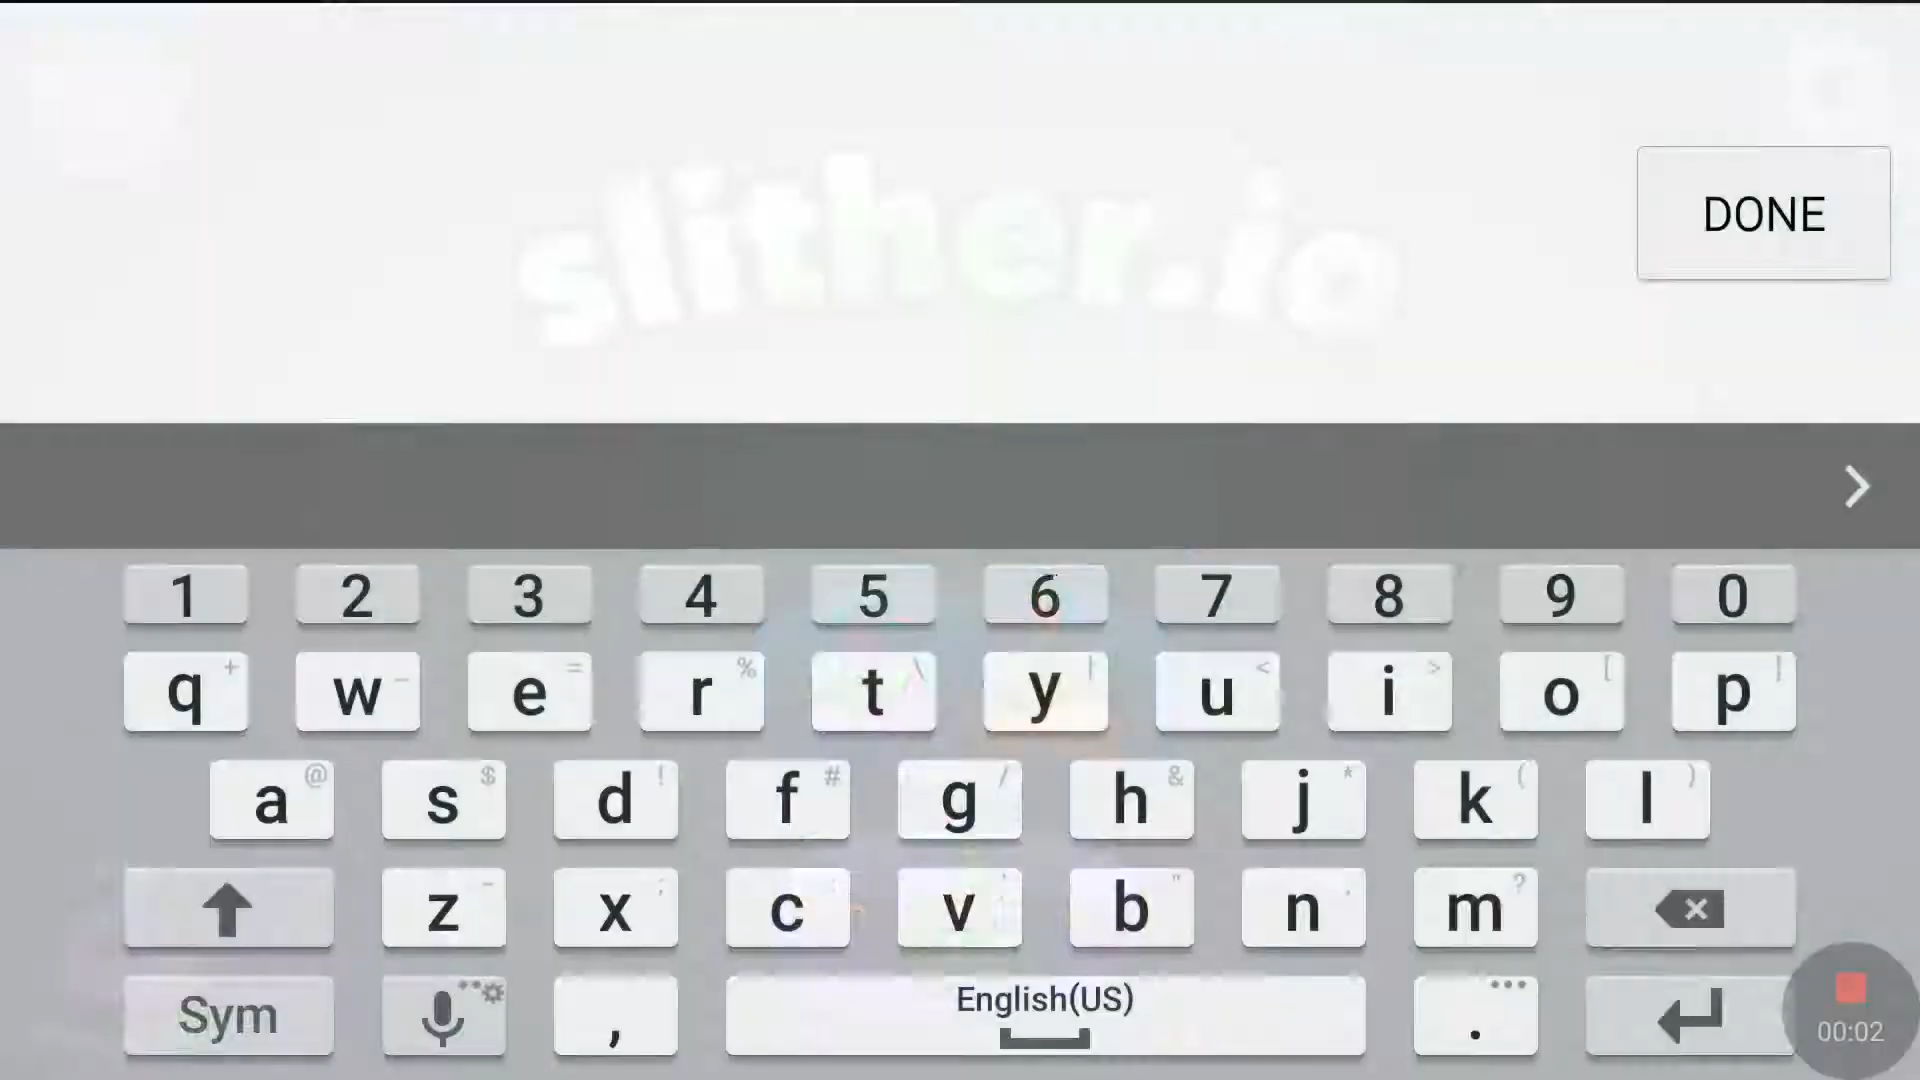 slither.io
DONE
1 2 3 4 5 6 7 8 9 0
q + w - e = r % t \ y | u < i > o [ p ]
a @ s $ d ! f # g / h & j * k ( l )
z - x ; c : v ' b " n . m ?
Sym , English(US) .
00:02